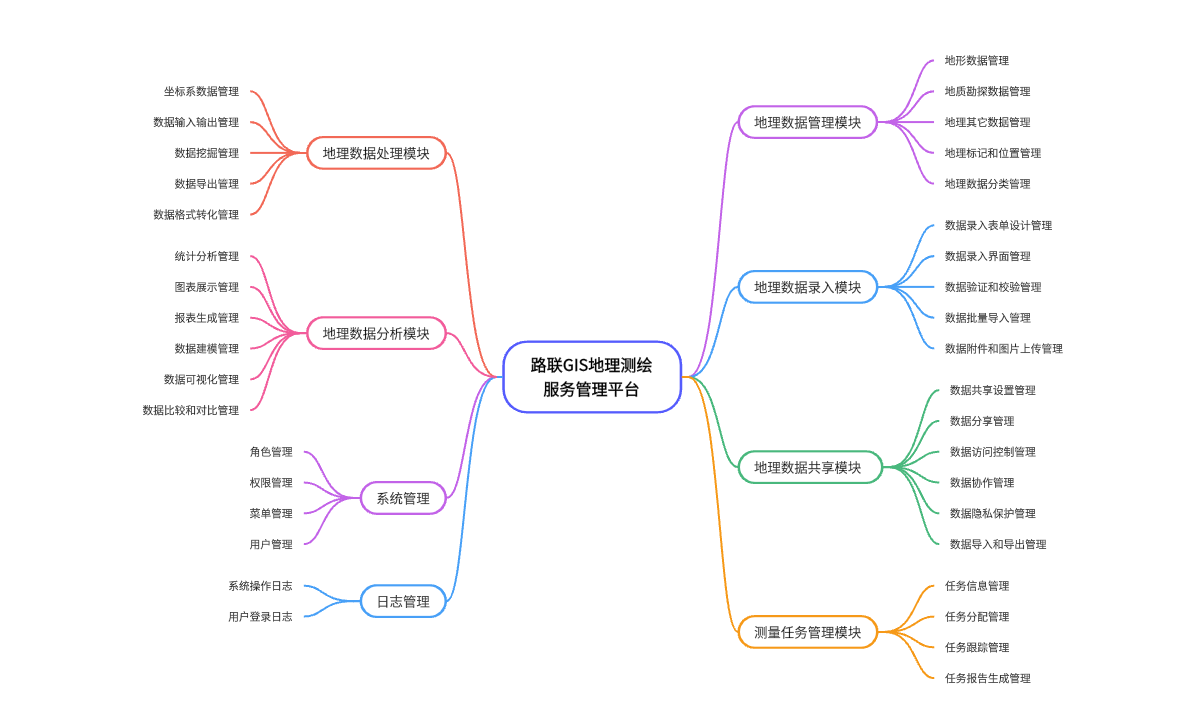 路联GIS地理测绘
服务管理平台
地理数据管理模块
地形数据管理
地质勘探数据管理
地理其它数据管理
地理标记和位置管理
地理数据分类管理
地理数据录入模块
数据录入表单设计管理
数据录入界面管理
数据验证和校验管理
数据批量导入管理
数据附件和图片上传管理
地理数据共享模块
数据共享设置管理
数据分享管理
数据访问控制管理
数据协作管理
数据隐私保护管理
数据导入和导出管理
测量任务管理模块
任务信息管理
任务分配管理
任务跟踪管理
任务报告生成管理
地理数据处理模块
坐标系数据管理
数据输入输出管理
数据挖掘管理
数据导出管理
数据格式转化管理
地理数据分析模块
统计分析管理
图表展示管理
报表生成管理
数据建模管理
数据可视化管理
数据比较和对比管理
系统管理
角色管理
权限管理
菜单管理
用户管理
日志管理
系统操作日志
用户登录日志